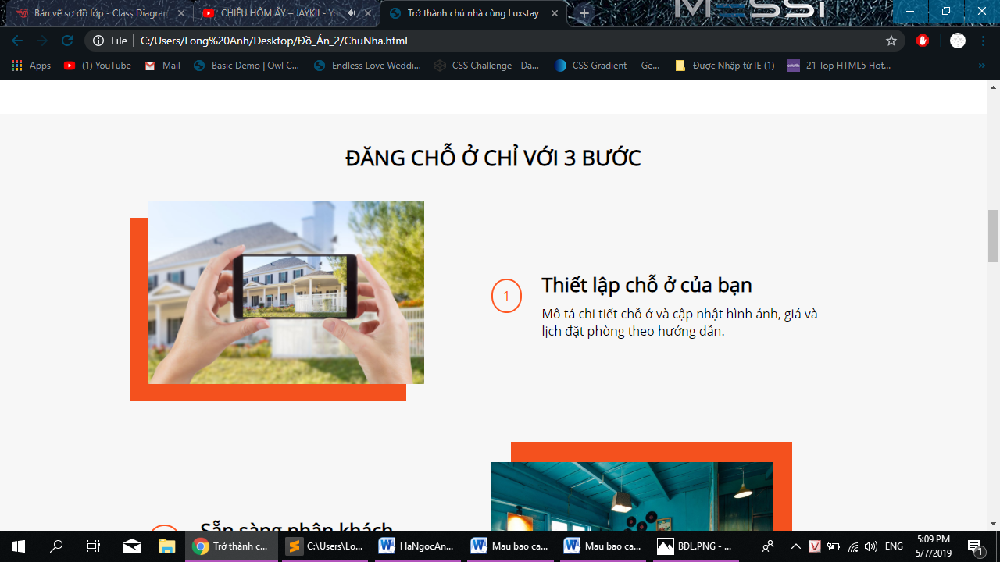 MESSI
Bản vẽ sơ đồ lớp - Class Diagram
CHIỀU HÔM ẤY – JAYKII - Yo
Trở thành chủ nhà cùng Luxstay
File
C:/Users/Long%20Anh/Desktop/Đồ_Án_2/ChuNha.html
Apps
(1) YouTube
Mail
Basic Demo | Owl C...
Endless Love Weddi...
CSS Challenge - Da...
CSS Gradient — Ge...
Được Nhập từ IE (1)
21 Top HTML5 Hot...
»
ĐĂNG CHỖ Ở CHỈ VỚI 3 BƯỚC
1
Thiết lập chỗ ở của bạn
Mô tả chi tiết chỗ ở và cập nhật hình ảnh, giá và
lịch đặt phòng theo hướng dẫn.
Sẵn sàng nhận khách
Trở thành c...
C:\Users\Lo...
HaNgocAn...
Mau bao ca...
Mau bao ca...
BĐL.PNG - ...
ENG
5:09 PM
5/7/2019
1